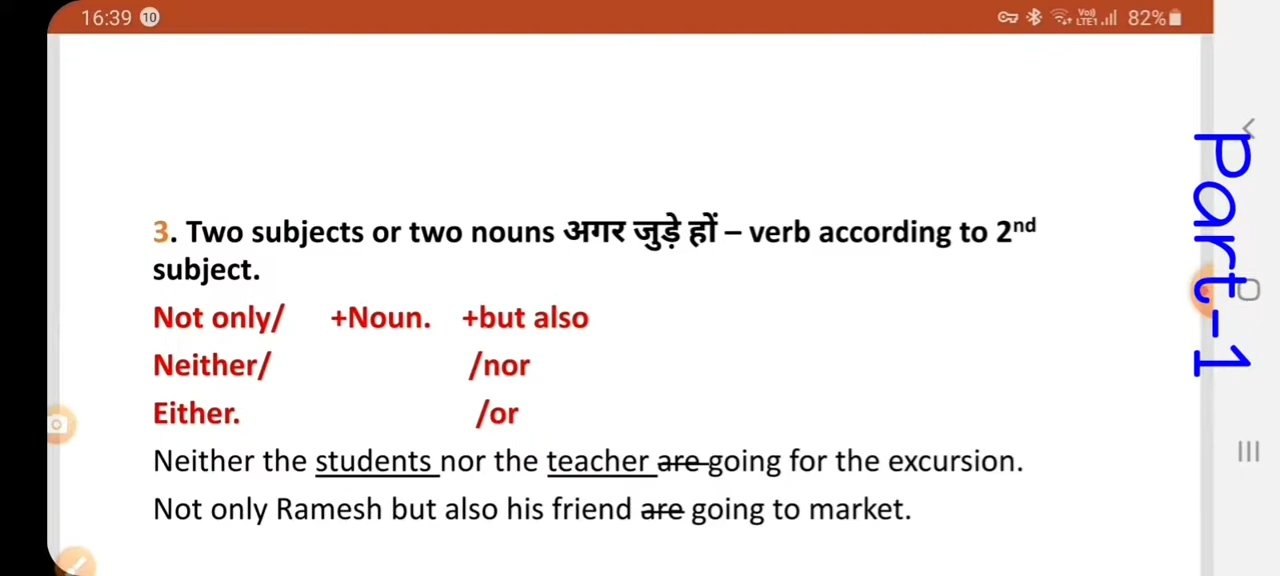 16:39 10 Vo) LTE1 82%
3. Two subjects or two nouns अगर जुड़े हों – verb according to 2nd
subject.
Not only/ +Noun. +but also
Neither/ /nor
Either. /or
Neither the students nor the teacher are going for the excursion.
Not only Ramesh but also his friend are going to market.
Part-1